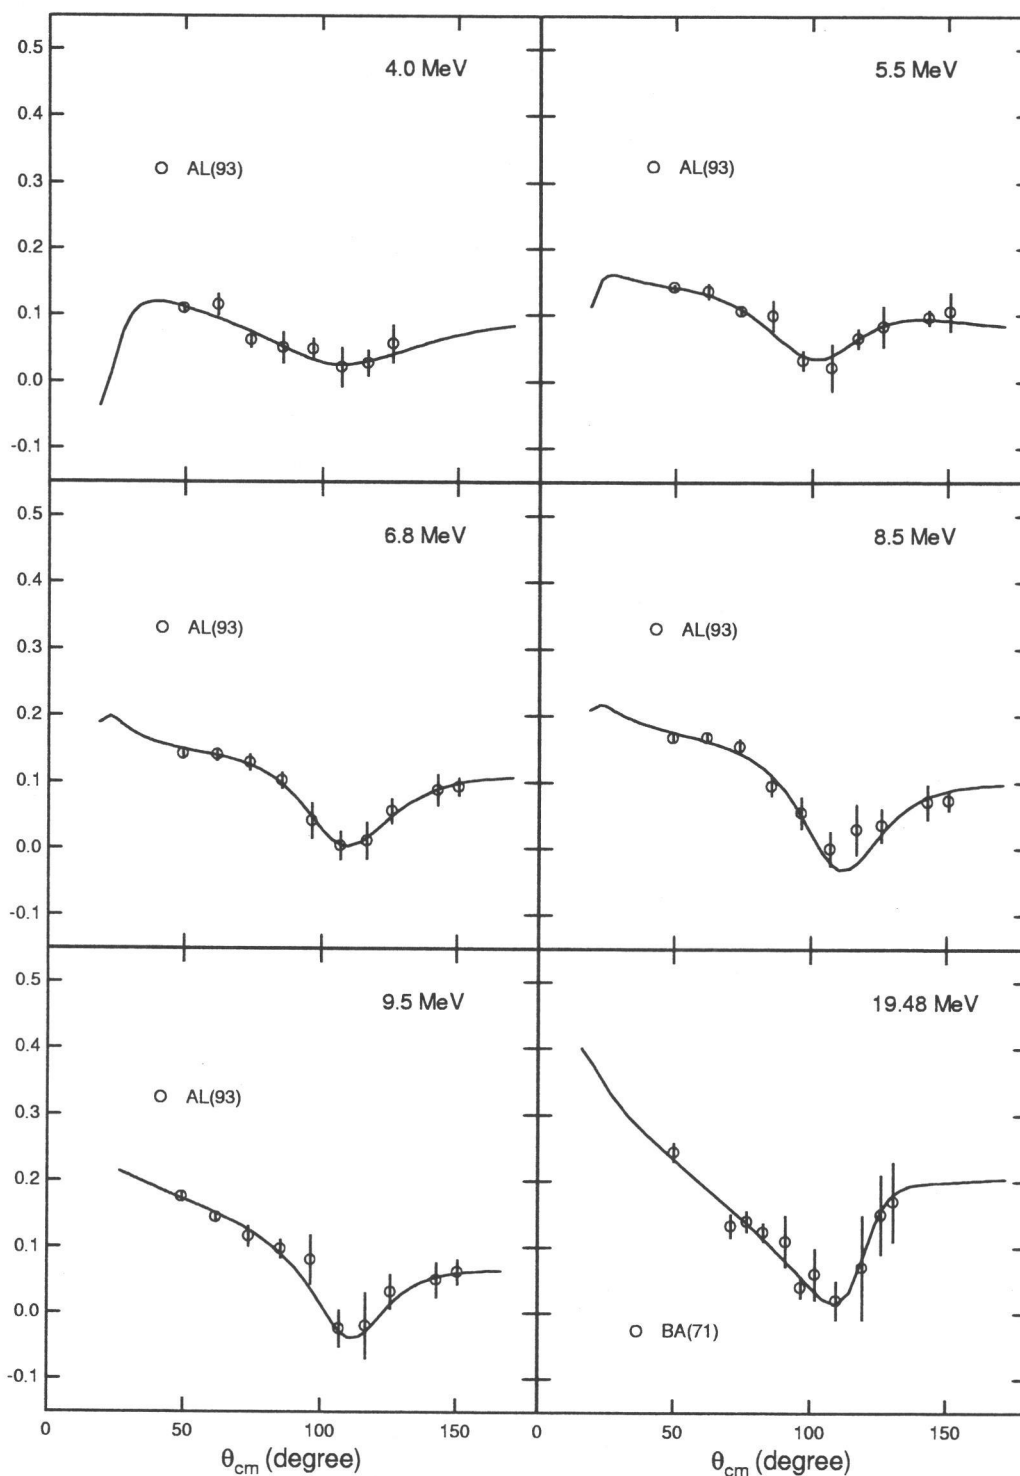 0.5
0.4
0.3
0.2
0.1
0.0
-0.1
4.0 MeV
AL(93)
5.5 MeV
AL(93)
0.5
0.4
0.3
0.2
0.1
0.0
-0.1
6.8 MeV
AL(93)
8.5 MeV
AL(93)
0.5
0.4
0.3
0.2
0.1
0.0
-0.1
9.5 MeV
AL(93)
19.48 MeV
BA(71)
0 50 100 150 0 50 100 150
θcm (degree) θcm (degree)